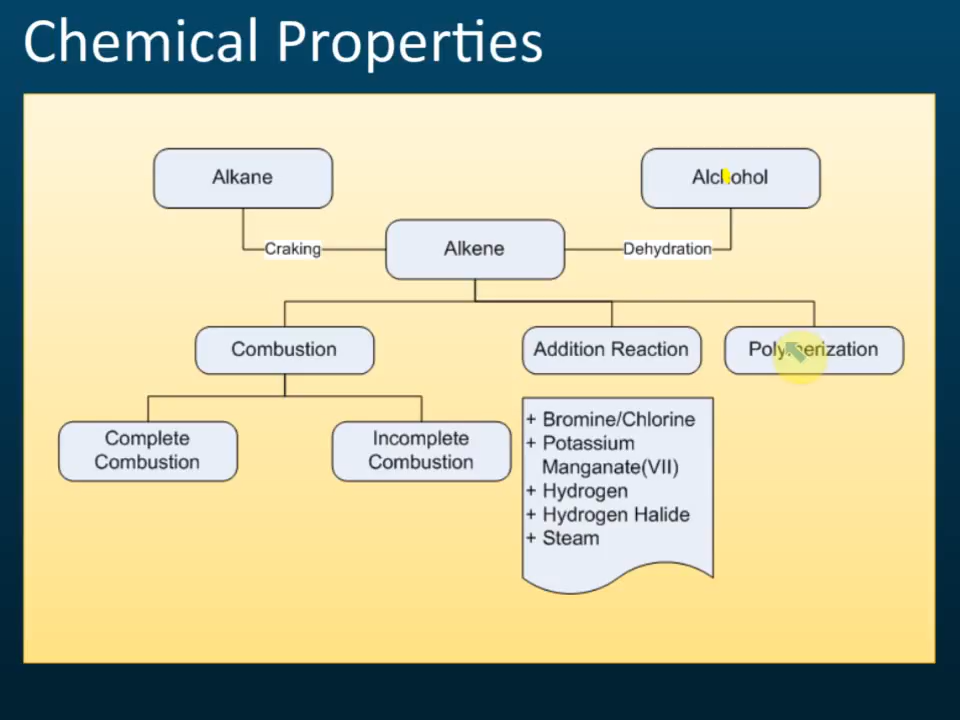 Chemical Properties
Alkane
Alchohol
Craking
Alkene
Dehydration
Combustion
Addition Reaction
Polymerization
Complete
Combustion
Incomplete
Combustion
+ Bromine/Chlorine
+ Potassium
Manganate(VII)
+ Hydrogen
+ Hydrogen Halide
+ Steam